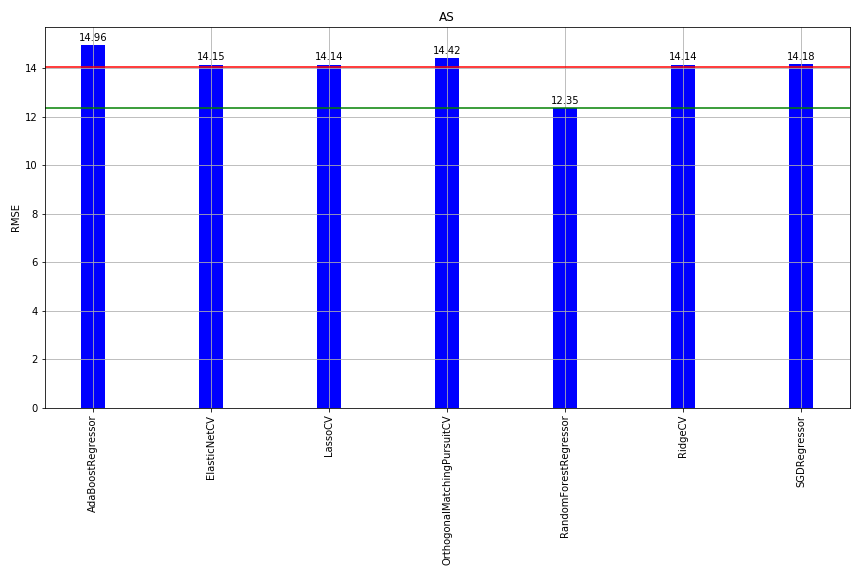 AS
14.96
14.15
14.14
14.42
12.35
14.14
14.18
14
12
10
8
6
4
2
0
RMSE
AdaBoostRegressor
ElasticNetCV
LassoCV
OrthogonalMatchingPursuitCV
RandomForestRegressor
RidgeCV
SGDRegressor